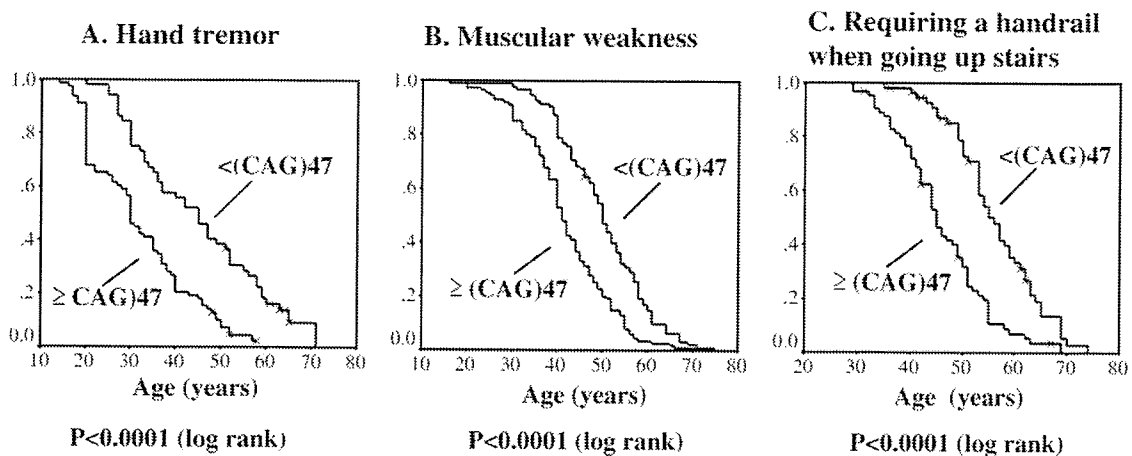 A. Hand tremor
1.0
.8
.6
.4
.2
0.0
<(CAG)47
≥ CAG)47
10 20 30 40 50 60 70 80
Age (years)
P<0.0001 (log rank)
B. Muscular weakness
1.0
.8
.6
.4
.2
0.0
<(CAG)47
≥ (CAG)47
10 20 30 40 50 60 70 80
Age (years)
P<0.0001 (log rank)
C. Requiring a handrail
when going up stairs
1.0
.8
.6
.4
.2
0.0
<(CAG)47
≥ (CAG)47
20 30 40 50 60 70 80
Age (years)
P<0.0001 (log rank)